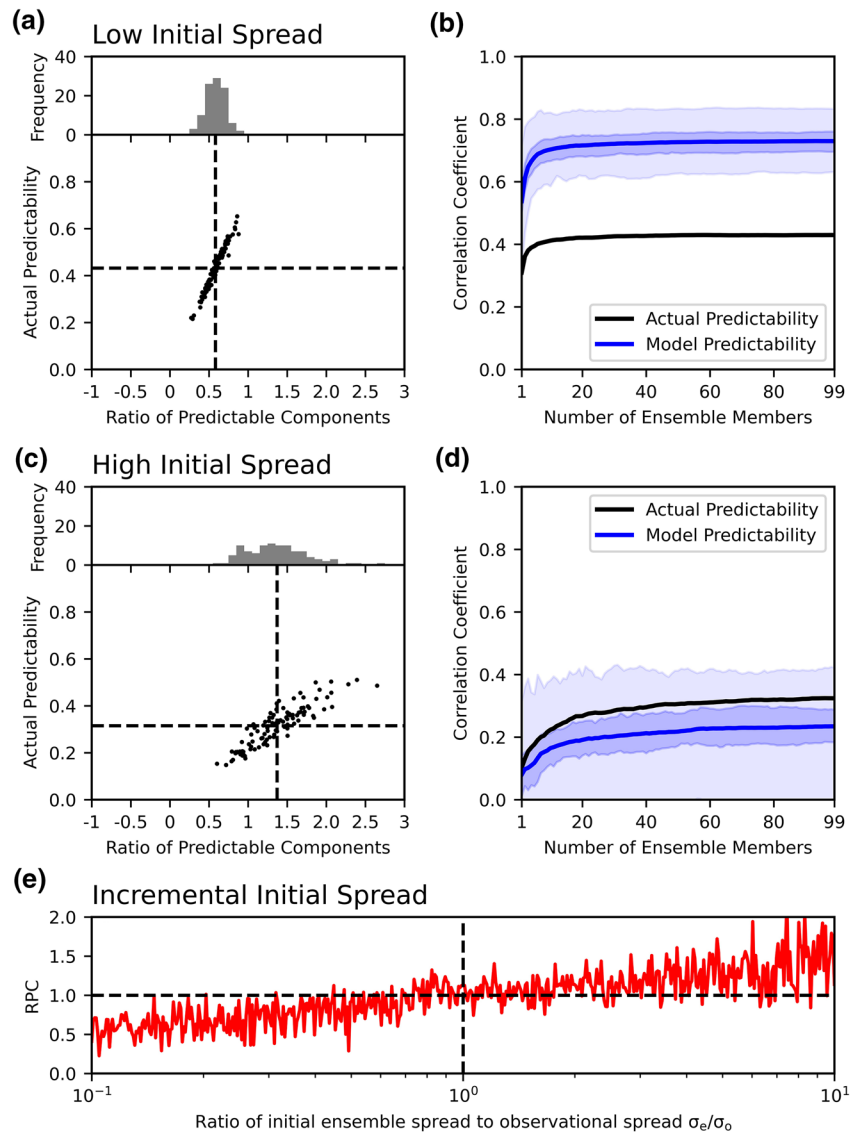 (a)
Low Initial Spread
40
20
0
Frequency
-1 0 0.5 1 1.5 2 3
0.8
0.6
0.4
0.2
0.0
Actual Predictability
-1 -0.5 0 0.5 1 1.5 2.0 3
Ratio of Predictable Components
(b)
1.0
0.8
0.6
0.4
0.2
0.0
Correlation Coefficient
Actual Predictability
Model Predictability
1 20 40 60 80 99
Number of Ensemble Members
(c)
High Initial Spread
40
20
0
Frequency
0.8
0.6
0.4
0.2
0.0
Actual Predictability
-1 -0.5 0 0.5 1 1.5 2.0 3
Ratio of Predictable Components
(d)
1.0
0.8
0.6
0.4
0.2
0.0
Correlation Coefficient
Actual Predictability
Model Predictability
1 20 40 60 80 99
Number of Ensemble Members
(e)
Incremental Initial Spread
2.0
1.5
1.0
0.5
0.0
RPC
10⁻¹ 10⁰ 10¹
Ratio of initial ensemble spread to observational spread σₑ/σₒ